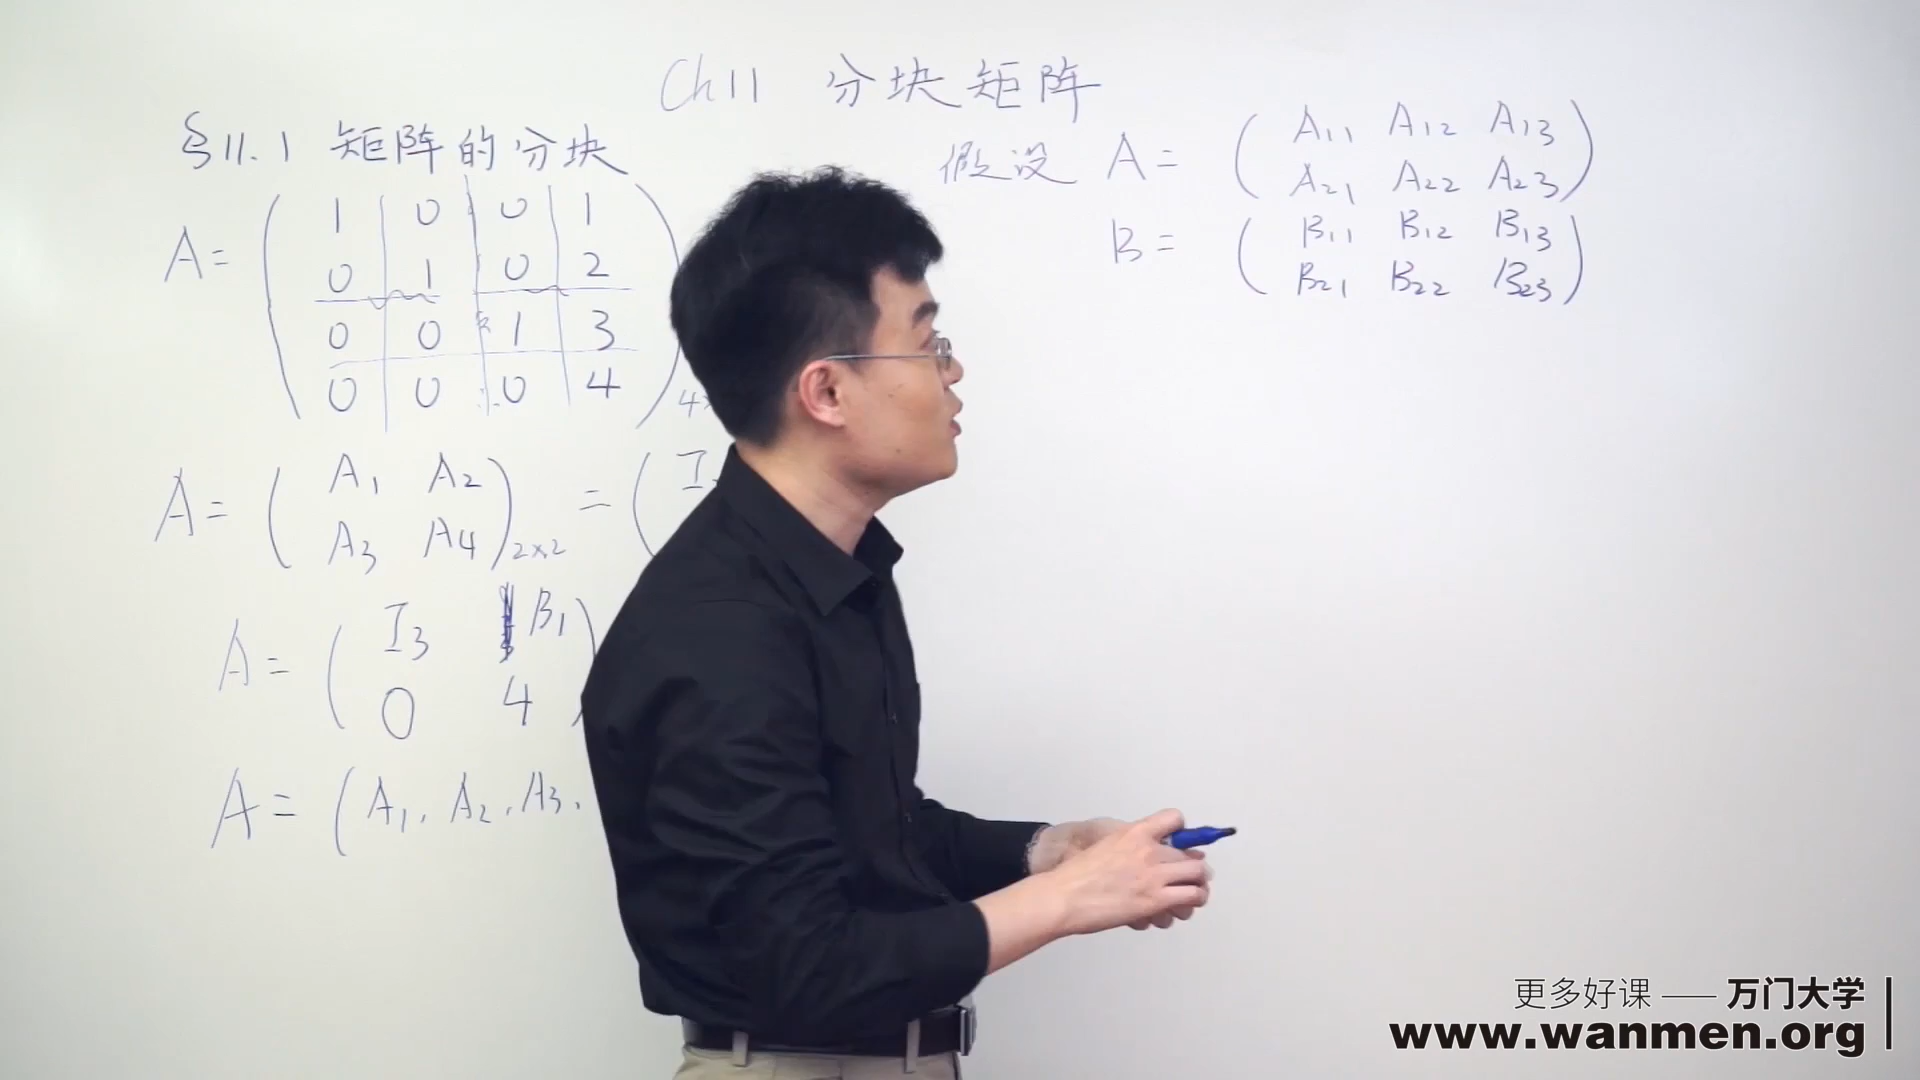 Ch11 分块矩阵
§11.1 矩阵的分块
A = ( 1 0 0 1
0 1 0 2
0 0 1 3
0 0 0 4 ) 4×
A = ( A₁ A₂
A₃ A₄ )₂ₓ₂ = ( I
A = ( I₃ B₁
0 4 )
A = ( A₁, A₂, A₃,
假设 A = ( A₁₁ A₁₂ A₁₃
A₂₁ A₂₂ A₂₃ )
B = ( B₁₁ B₁₂ B₁₃
B₂₁ B₂₂ B₂₃ )
更多好课 —— 万门大学
www.wanmen.org